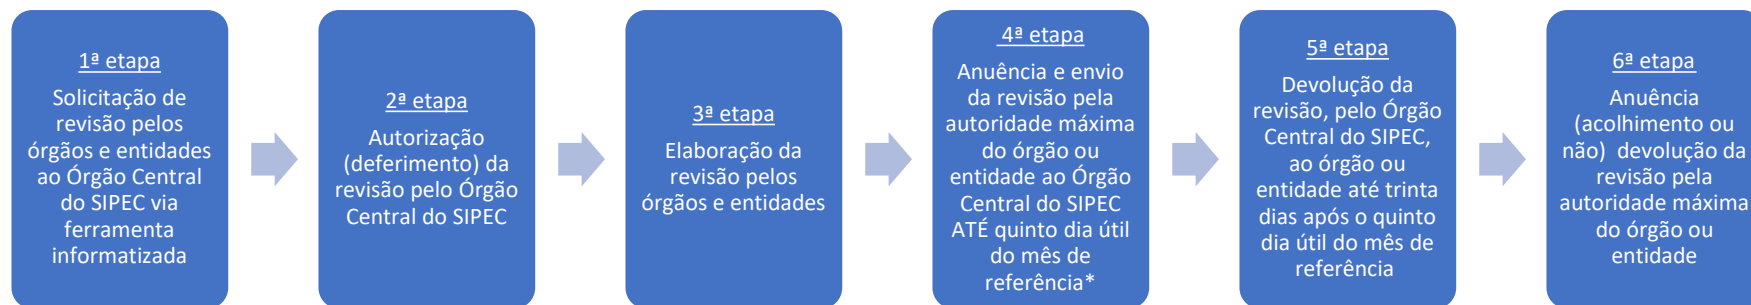 1ª etapa
Solicitação de
revisão pelos
órgãos e entidades
ao Órgão Central
do SIPEC via
ferramenta
informatizada
2ª etapa
Autorização
(deferimento) da
revisão pelo Órgão
Central do SIPEC
3ª etapa
Elaboração da
revisão pelos
órgãos e entidades
4ª etapa
Anuência e envio
da revisão pela
autoridade máxima
do órgão ou
entidade ao Órgão
Central do SIPEC
ATÉ quinto dia útil
do mês de
referência*
5ª etapa
Devolução da
revisão, pelo Órgão
Central do SIPEC,
ao órgão ou
entidade até trinta
dias após o quinto
dia útil do mês de
referência
6ª etapa
Anuência
(acolhimento ou
não) devolução da
revisão pela
autoridade máxima
do órgão ou
entidade